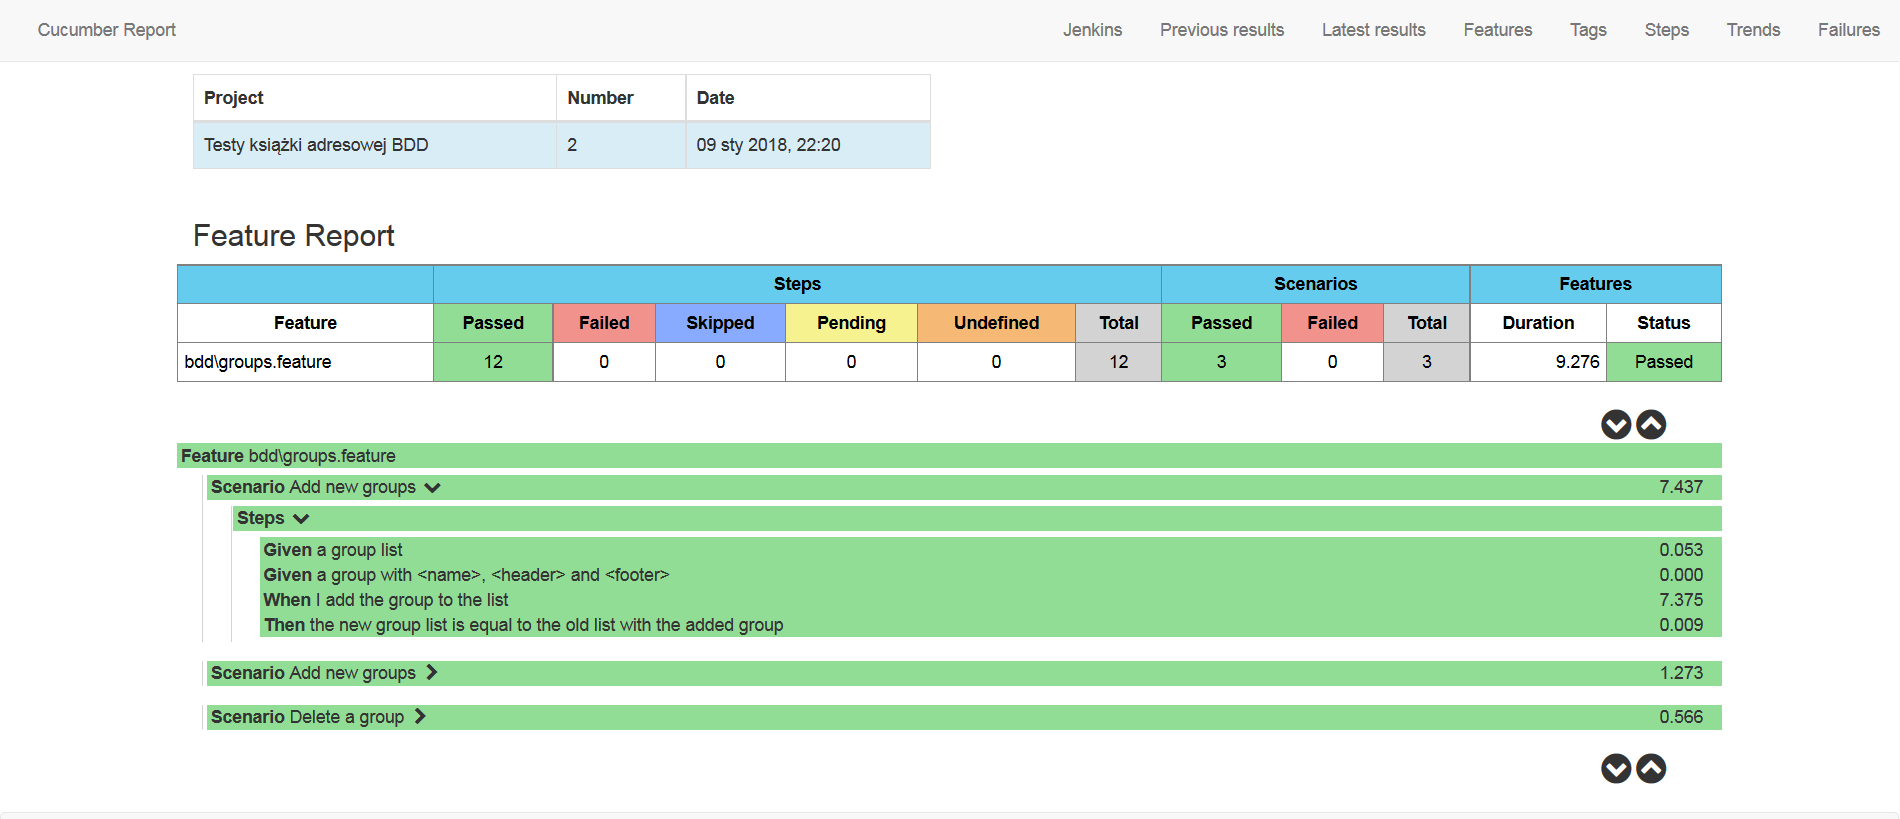 Cucumber Report Jenkins Previous results Latest results Features Tags Steps Trends Failures
Project Number Date
Testy książki adresowej BDD 2 09 sty 2018, 22:20
Feature Report
Steps Scenarios Features
Feature Passed Failed Skipped Pending Undefined Total Passed Failed Total Duration Status
bdd\groups.feature 12 0 0 0 0 12 3 0 3 9.276 Passed
Feature bdd\groups.feature
Scenario Add new groups 7.437
Steps
Given a group list 0.053
Given a group with <name>, <header> and <footer> 0.000
When I add the group to the list 7.375
Then the new group list is equal to the old list with the added group 0.009
Scenario Add new groups 1.273
Scenario Delete a group 0.566